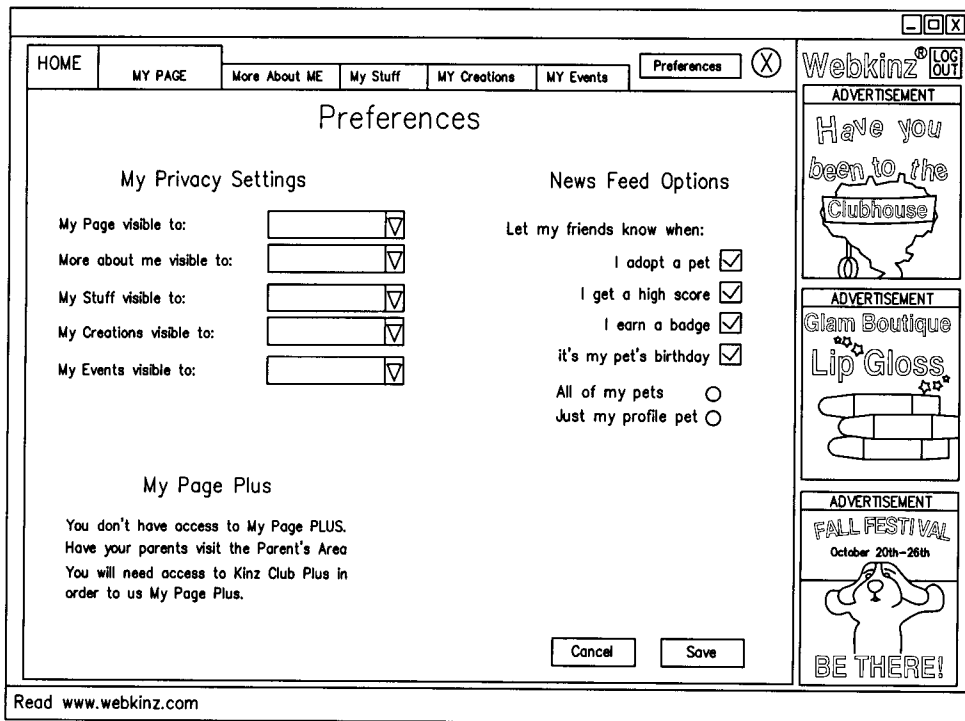 HOME
MY PAGE
More About ME
My Stuff
MY Creations
MY Events
Preferences
X
Preferences
My Privacy Settings
My Page visible to:
More about me visible to:
My Stuff visible to:
My Creations visible to:
My Events visible to:
News Feed Options
Let my friends know when:
I adopt a pet
I get a high score
I earn a badge
it's my pet's birthday
All of my pets
Just my profile pet
My Page Plus
You don't have access to My Page PLUS.
Have your parents visit the Parent's Area
You will need access to Kinz Club Plus in
order to us My Page Plus.
Cancel
Save
Webkinz®
LOG
OUT
ADVERTISEMENT
Have you
been to the
Clubhouse
ADVERTISEMENT
Glam Boutique
Lip Gloss
ADVERTISEMENT
FALL FESTIVAL
October 20th-26th
BE THERE!
Read www.webkinz.com